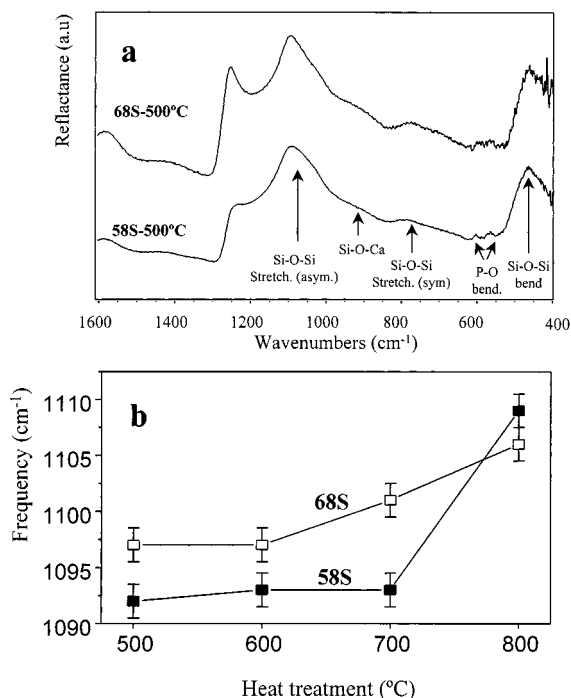 a
Reflactance (a.u)
68S-500ºC
58S-500ºC
Si-O-Si
Stretch. (asym.)
Si-O-Ca
Si-O-Si
Stretch. (sym)
P-O
bend.
Si-O-Si
bend
1600 1400 1200 1000 800 600 400
Wavenumbers (cm-1)
b
Frequency (cm-1)
1110
1105
1100
1095
1090
68S
58S
500 600 700 800
Heat treatment (ºC)